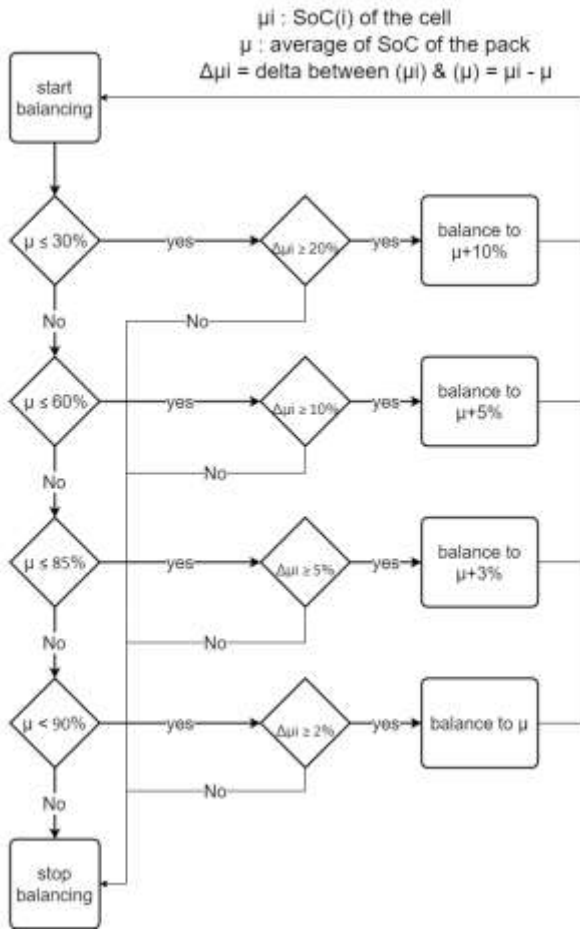 μi : SoC(i) of the cell
μ : average of SoC of the pack
Δμi = delta between (μi) & (μ) = μi - μ
start
balancing
μ ≤ 30%
yes
Δμi ≥ 20%
yes
balance to
μ+10%
No
No
μ ≤ 60%
yes
Δμi ≥ 10%
yes
balance to
μ+5%
No
No
μ ≤ 85%
yes
Δμi ≥ 5%
yes
balance to
μ+3%
No
No
μ < 90%
yes
Δμi ≥ 2%
yes
balance to μ
No
No
stop
balancing